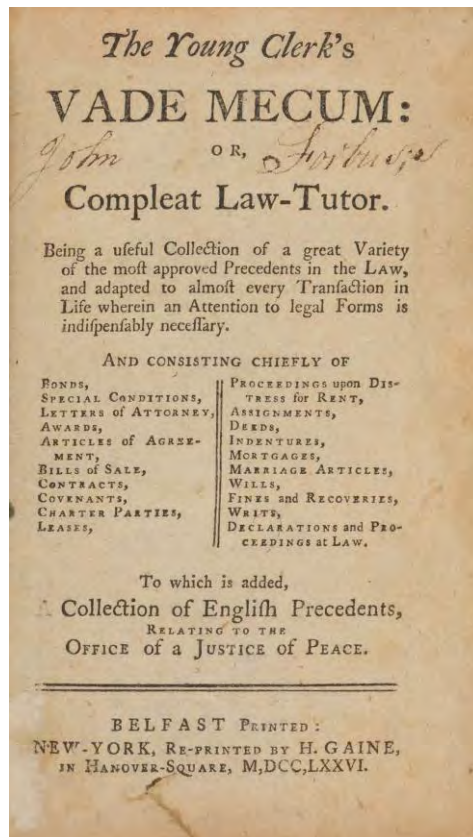 The Young Clerk's
VADE MECUM:
OR,
John
Compleat Law-Tutor.
Being a uſeful Collection of a great Variety
of the moſt approved Precedents in the LAW,
and adapted to almoſt every Tranſaction in
Life wherein an Attention to legal Forms is
indiſpenſably neceſſary.
AND CONSISTING CHIEFLY OF
BONDS,
SPECIAL CONDITIONS,
LETTERS of ATTORNEY,
AWARDS,
ARTICLES of AGREE-
MENT,
BILLS of SALE,
CONTRACTS,
COVENANTS,
CHARTER PARTIES,
LEASES,
PROCEEDINGS upon DIS-
TRESS for RENT,
ASSIGNMENTS,
DEEDS,
INDENTURES,
MORTGAGES,
MARRIAGE ARTICLES,
WILLS,
FINES and RECOVERIES,
WRITS,
DECLARATIONS and PRO-
CEEDINGS at LAW.
To which is added,
Collection of Engliſh Precedents,
RELATING TO THE
OFFICE of a JUSTICE of PEACE.
BELFAST PRINTED:
NEW-YORK, RE-PRINTED BY H. GAINE,
IN HANOVER-SQUARE, M,DCC,LXXVI.